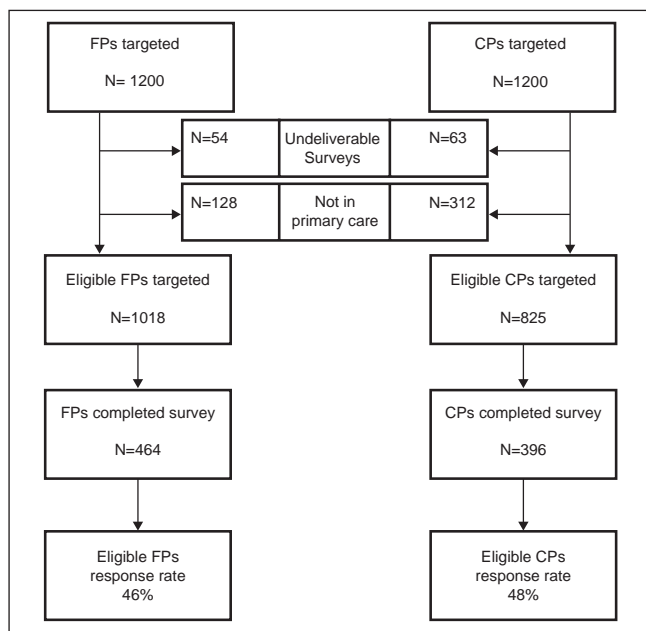 FPs targeted
N= 1200
CPs targeted
N=1200
N=54
Undeliverable
Surveys
N=63
N=128
Not in
primary care
N=312
Eligible FPs targeted
N=1018
Eligible CPs targeted
N=825
FPs completed survey
N=464
CPs completed survey
N=396
Eligible FPs
response rate
46%
Eligible CPs
response rate
48%